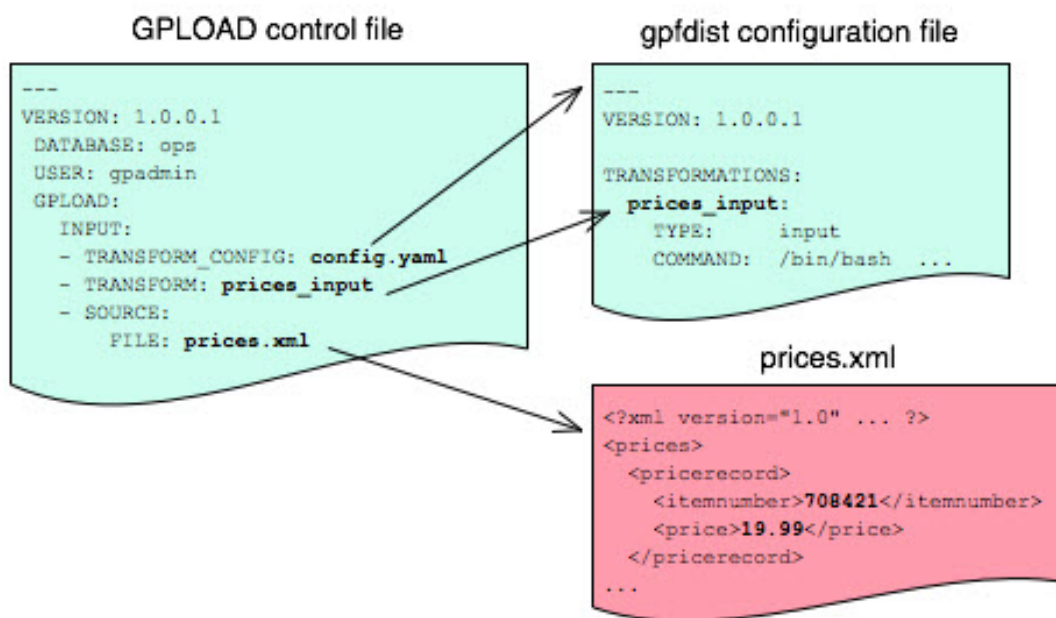 GPLOAD control file
---
VERSION: 1.0.0.1
DATABASE: ops
USER: gpadmin
GPLOAD:
INPUT:
- TRANSFORM_CONFIG: config.yaml
- TRANSFORM: prices_input
- SOURCE:
FILE: prices.xml
gpfdist configuration file
---
VERSION: 1.0.0.1
TRANSFORMATIONS:
prices_input:
TYPE: input
COMMAND: /bin/bash ...
prices.xml
<?xml version="1.0" ... ?>
<prices>
<pricerecord>
<itemnumber>708421</itemnumber>
<price>19.99</price>
</pricerecord>
...